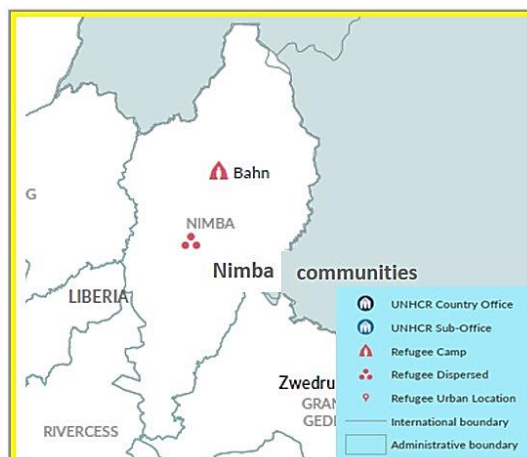 Bahn
G
NIMBA
Nimba communities
LIBERIA
UNHCR Country Office
UNHCR Sub-Office
Refugee Camp
Refugee Dispersed
Refugee Urban Location
International boundary
Administrative boundary
Zwedru
GRAN
GEDE
RIVERCESS